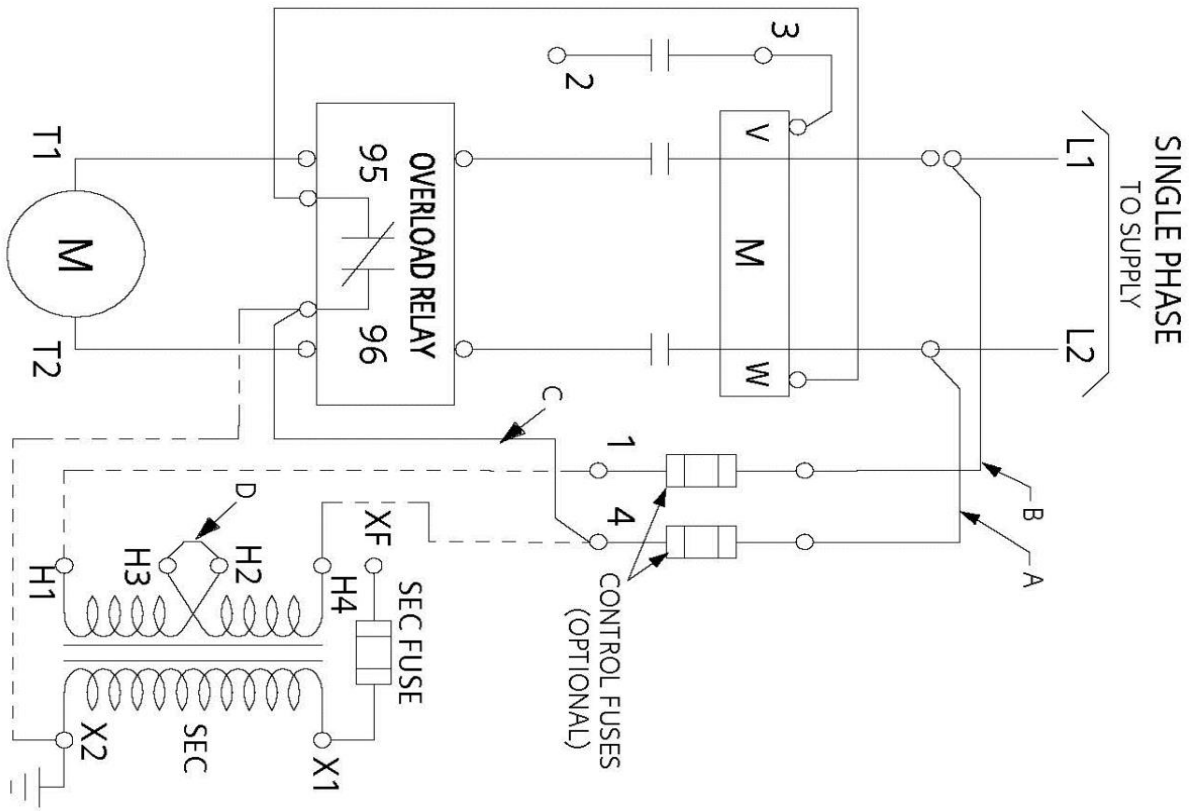 SINGLE PHASE
TO SUPPLY
L1
L2
3
2
V
M
W
B
A
1
4
CONTROL FUSES
(OPTIONAL)
C
OVERLOAD RELAY
95
96
T1
T2
M
D
H1
H3
H2
H4
XF
SEC FUSE
X2
SEC
X1